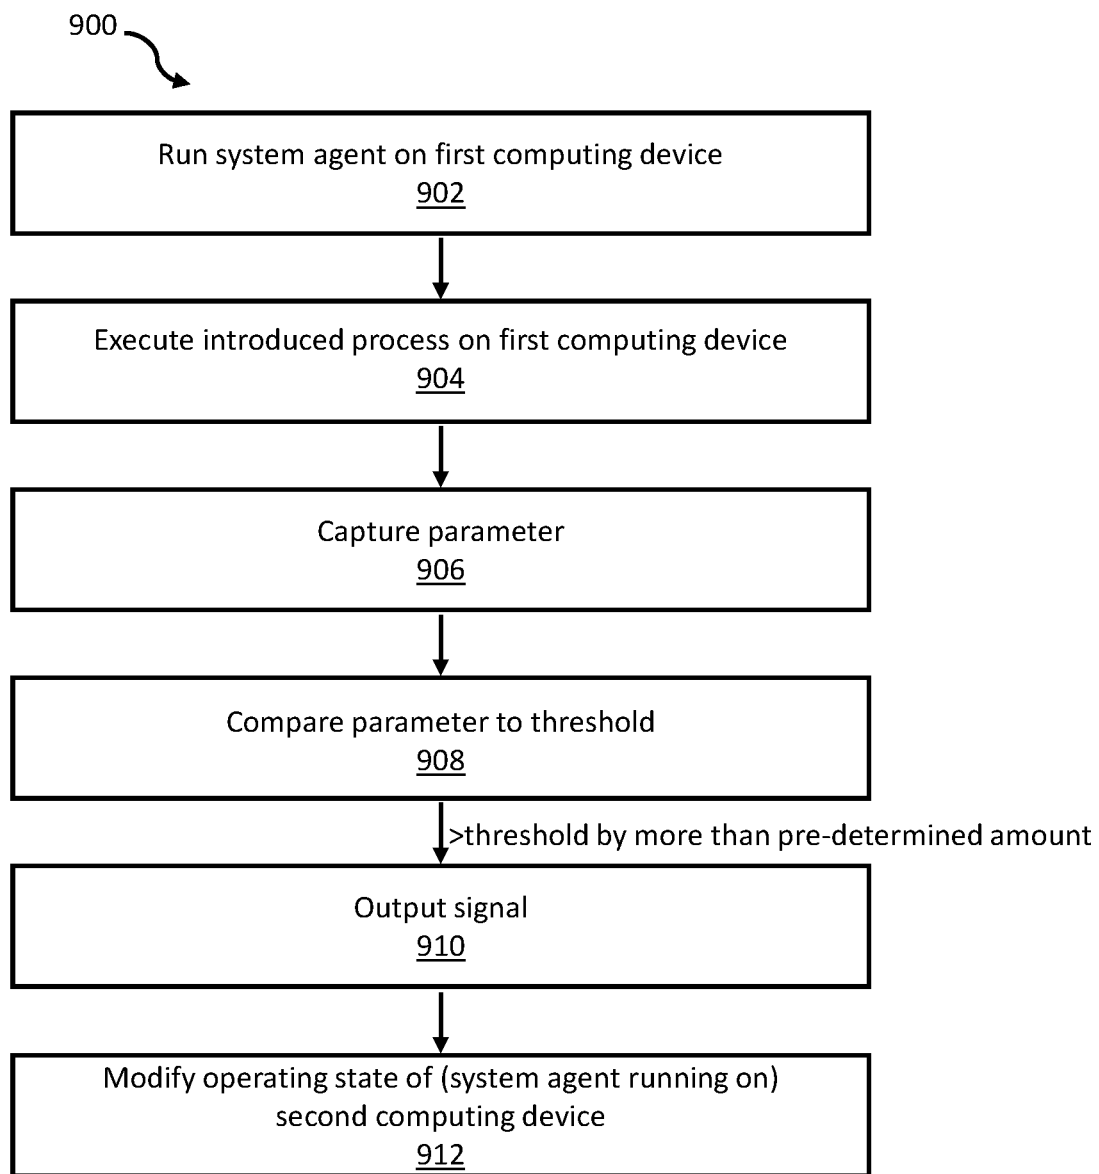 900
Run system agent on first computing device
902
Execute introduced process on first computing device
904
Capture parameter
906
Compare parameter to threshold
908
>threshold by more than pre-determined amount
Output signal
910
Modify operating state of (system agent running on)
second computing device
912